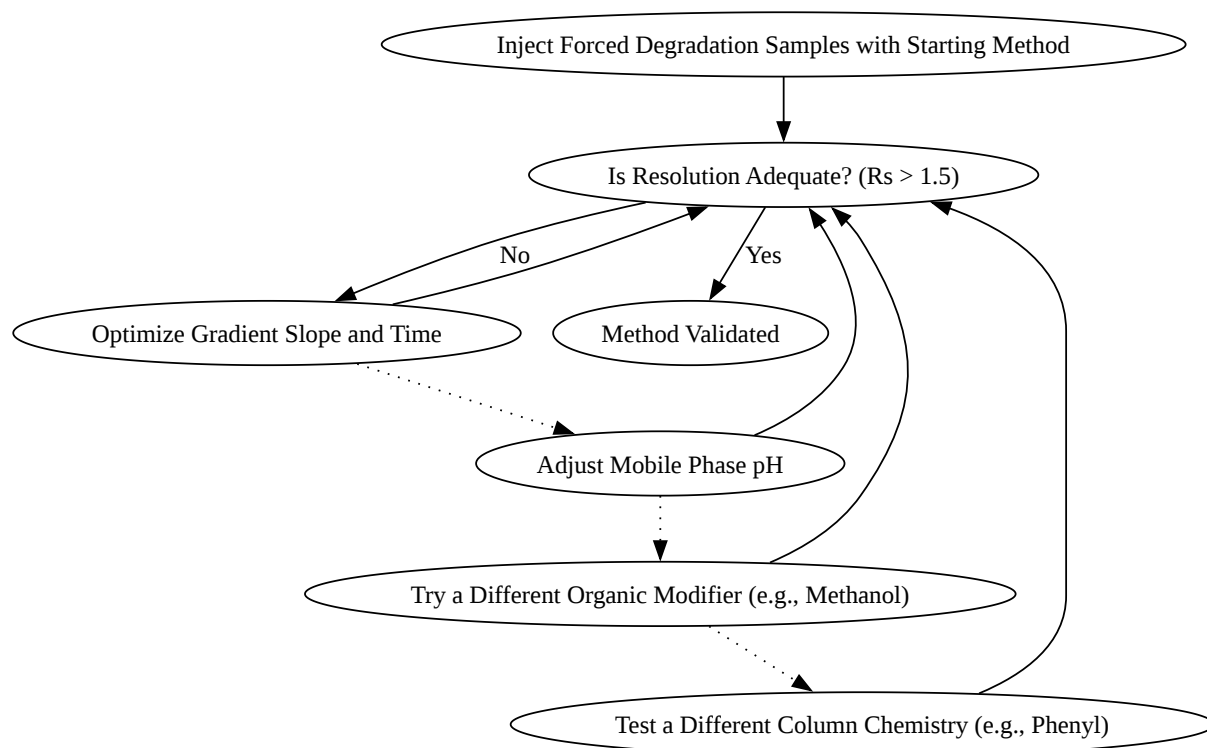 Inject Forced Degradation Samples with Starting Method
Is Resolution Adequate? (Rs > 1.5)
No
Yes
Optimize Gradient Slope and Time
Method Validated
Adjust Mobile Phase pH
Try a Different Organic Modifier (e.g., Methanol)
Test a Different Column Chemistry (e.g., Phenyl)